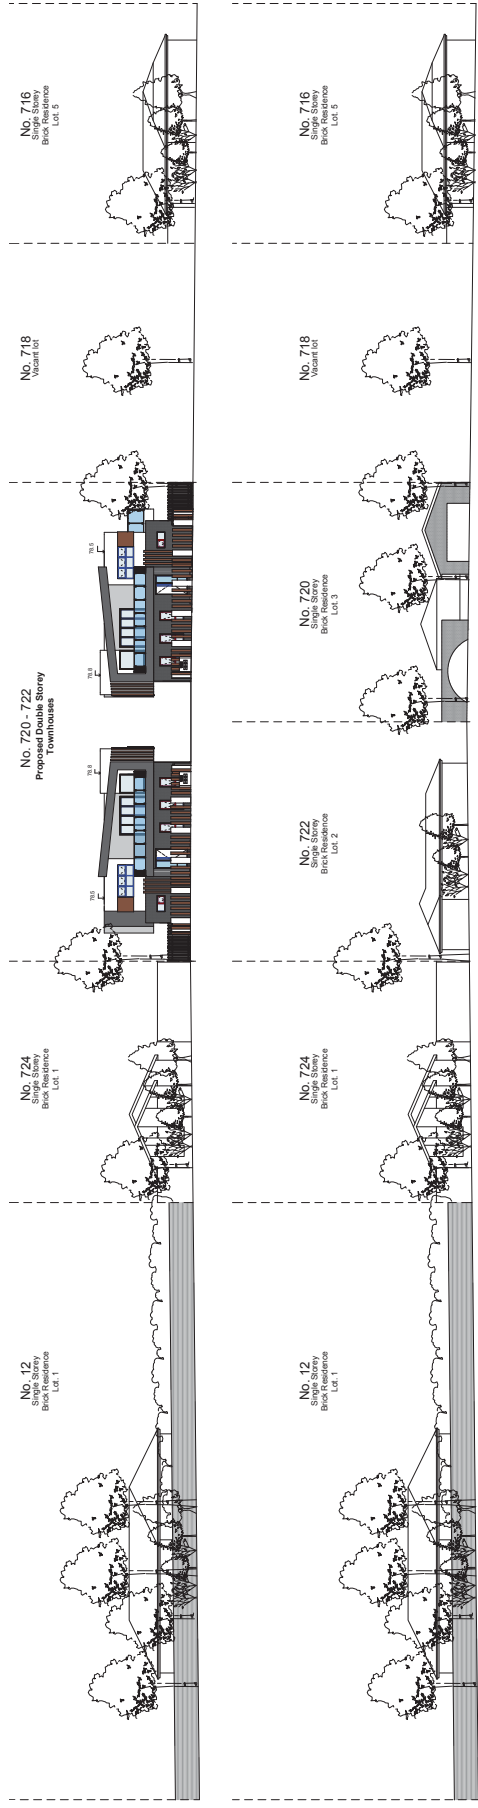 No. 12
Single Storey
Brick Residence
Lot. 1
No. 724
Single Storey
Brick Residence
Lot. 1
No. 720 - 722
Proposed Double Storey
Townhouses
78.5
78.8
78.8
78.5
No. 718
Vacant lot
No. 716
Single Storey
Brick Residence
Lot. 5
No. 12
Single Storey
Brick Residence
Lot. 1
No. 724
Single Storey
Brick Residence
Lot. 1
No. 722
Single Storey
Brick Residence
Lot. 2
No. 720
Single Storey
Brick Residence
Lot. 3
No. 718
Vacant lot
No. 716
Single Storey
Brick Residence
Lot. 5